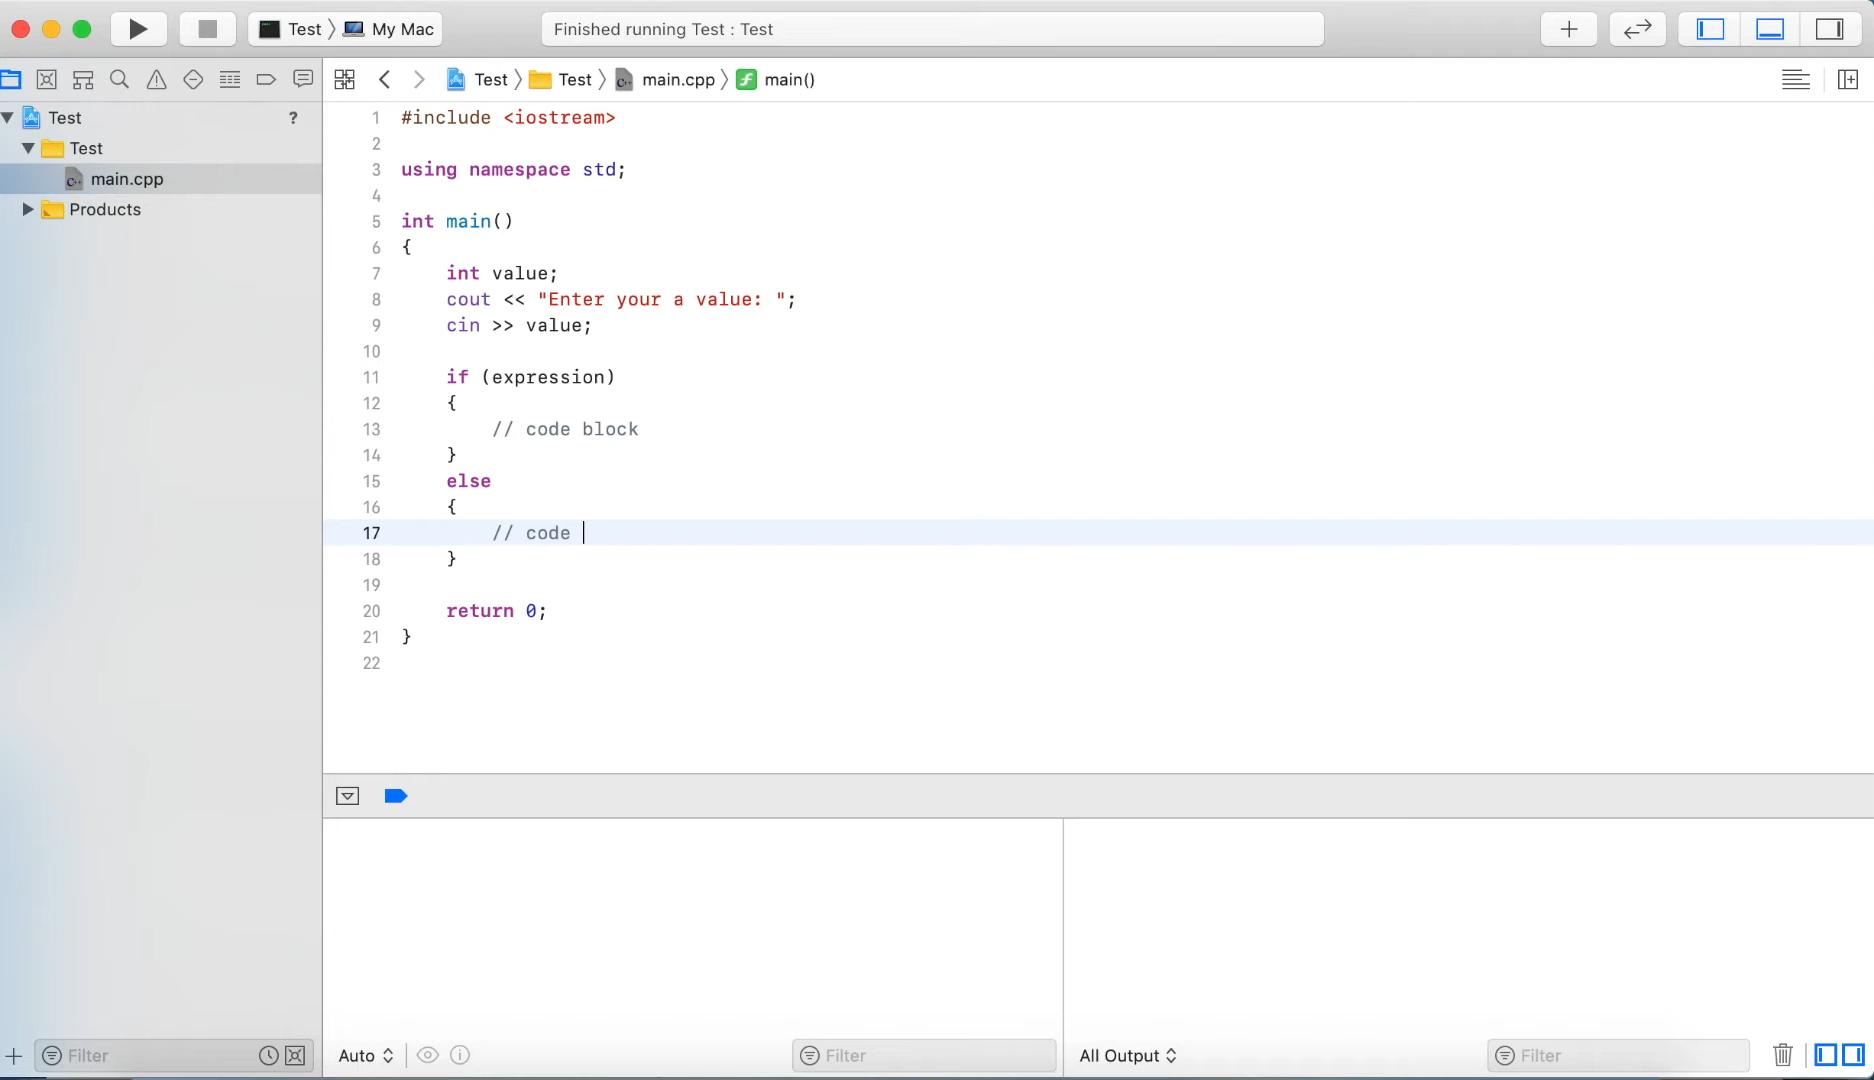 Test 〉 My Mac
Finished running Test : Test
Test 〉 Test 〉 main.cpp 〉 main()
Test ?
Test
main.cpp
Products
1 #include <iostream>
2
3 using namespace std;
4
5 int main()
6 {
7 int value;
8 cout << "Enter your a value: ";
9 cin >> value;
10
11 if (expression)
12 {
13 // code block
14 }
15 else
16 {
17 // code
18 }
19
20 return 0;
21 }
22
Filter
Auto
Filter
All Output
Filter